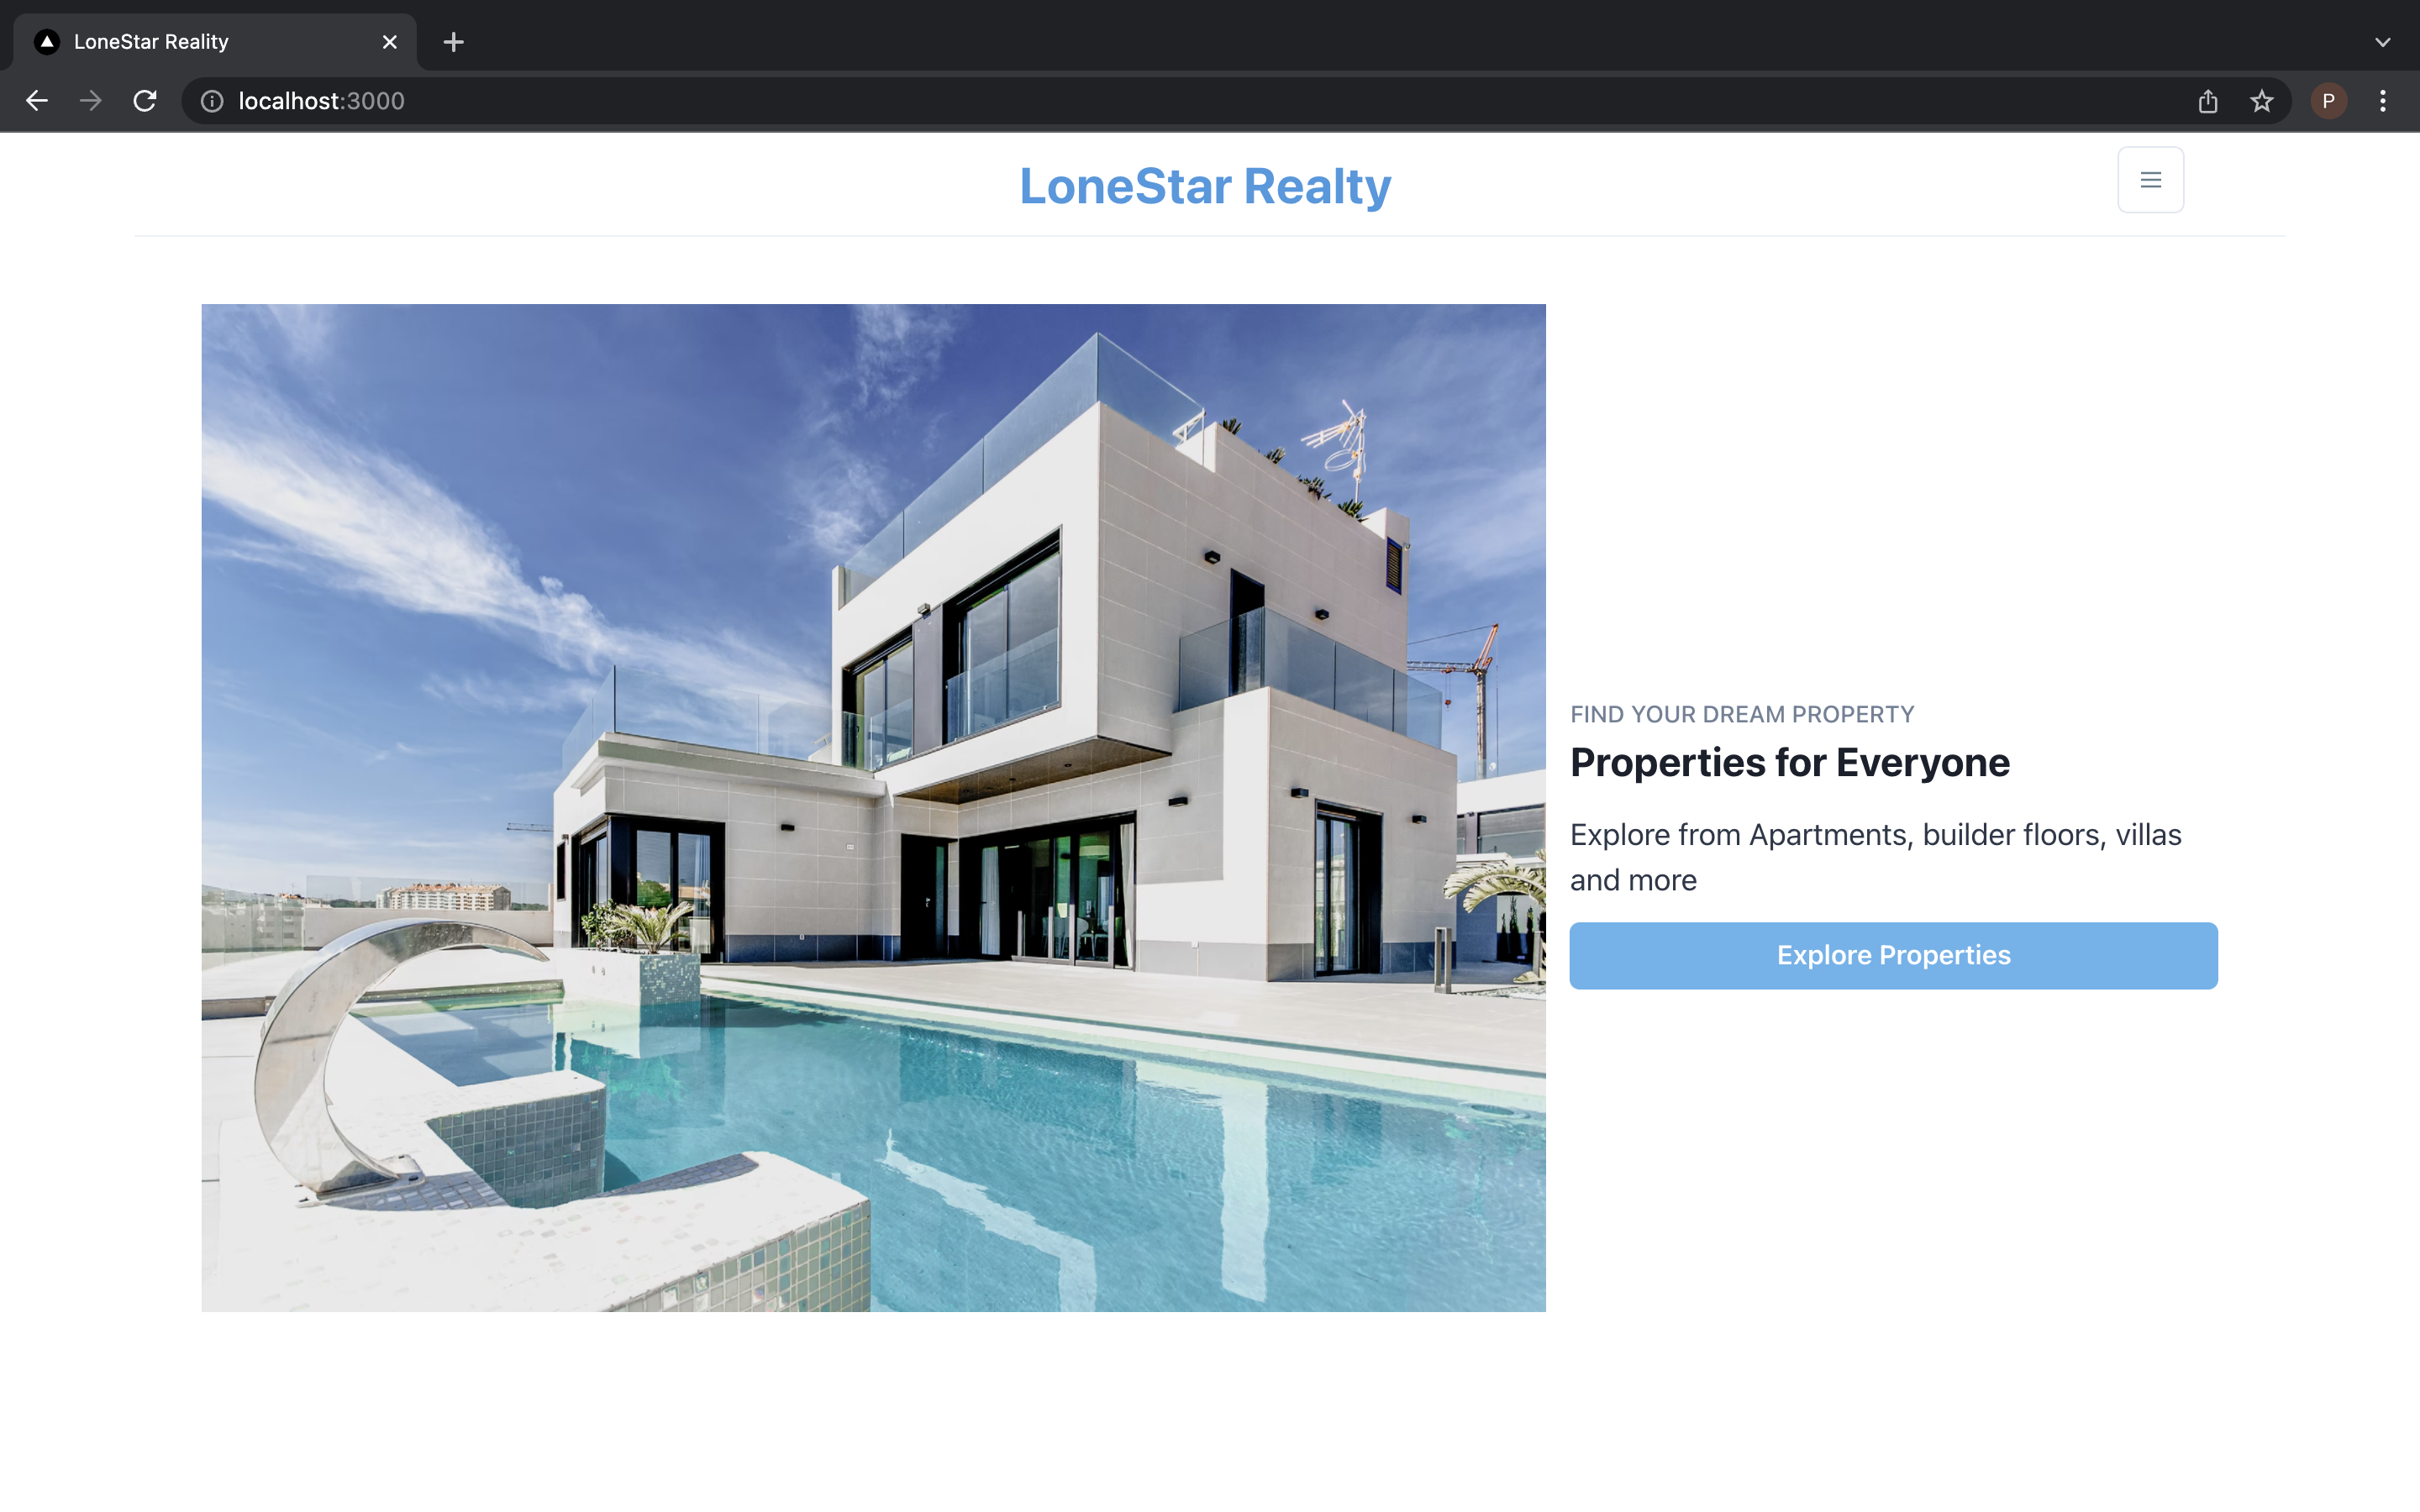 LoneStar Reality
localhost:3000
P
LoneStar Realty
FIND YOUR DREAM PROPERTY
Properties for Everyone
Explore from Apartments, builder floors, villas
and more
Explore Properties